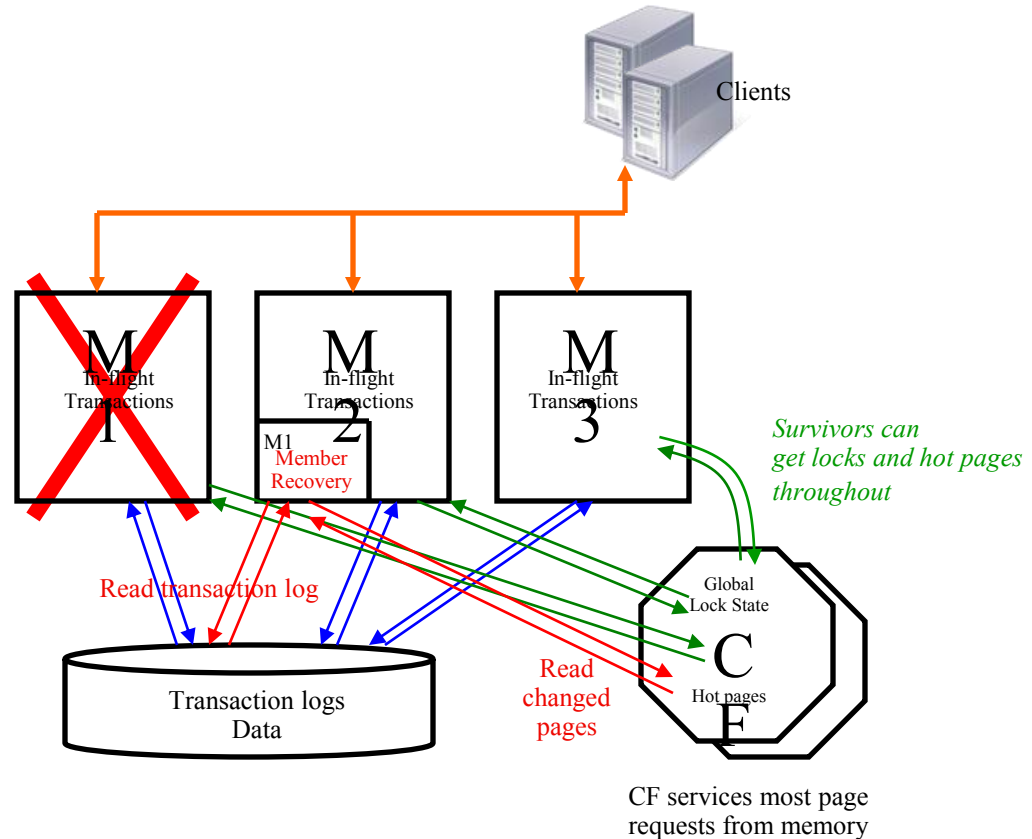 Clients
M
In-flight
Transactions
1
M
In-flight
Transactions
2
M1
Member
Recovery
M
In-flight
Transactions
3
Survivors can
get locks and hot pages
throughout
Read transaction log
Global
Lock State
C
Hot pages
F
Read
changed
pages
Transaction logs
Data
CF services most page
requests from memory